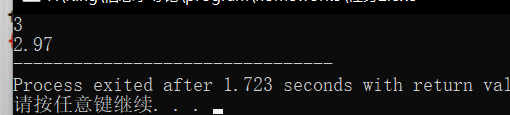 3
2.97
--------------------------------
Process exited after 1.723 seconds with return val
请按任意键继续. . .